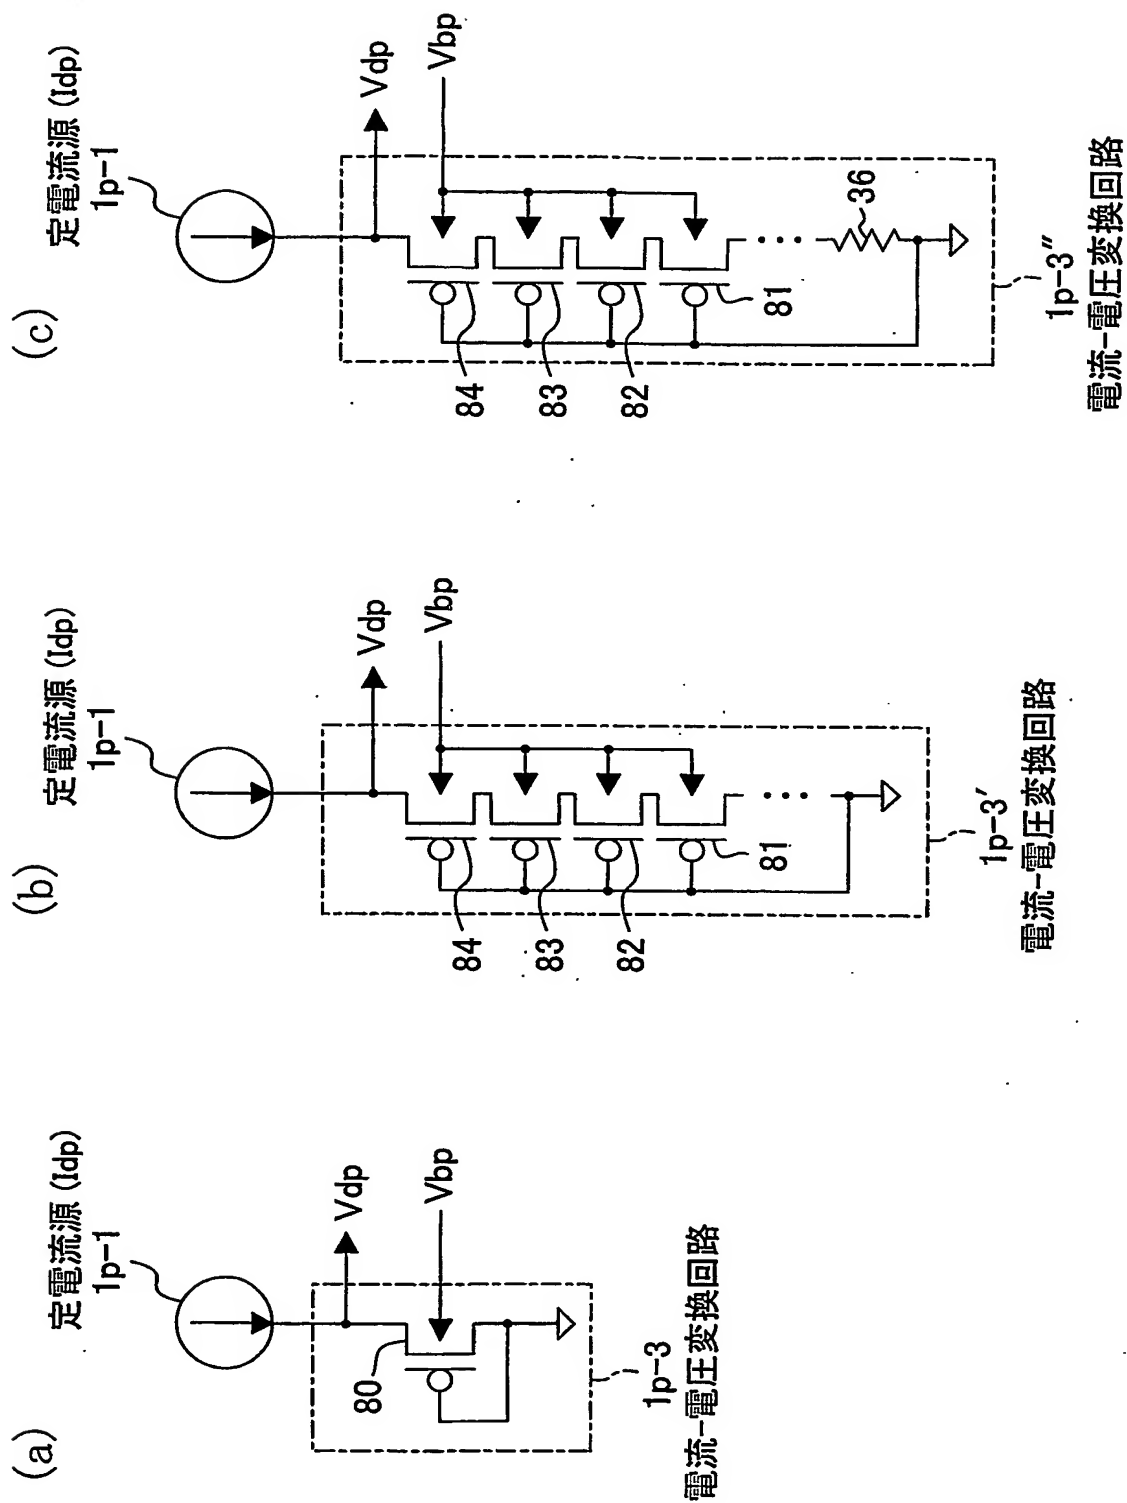 (a)
定電流源 (Idp)
1p-1
Vdp
Vbp
80
1p-3
電流-電圧変換回路
(b)
定電流源 (Idp)
1p-1
Vdp
Vbp
84
83
82
81
1p-3'
電流-電圧変換回路
(c)
定電流源 (Idp)
1p-1
Vdp
Vbp
84
83
82
81
36
1p-3''
電流-電圧変換回路